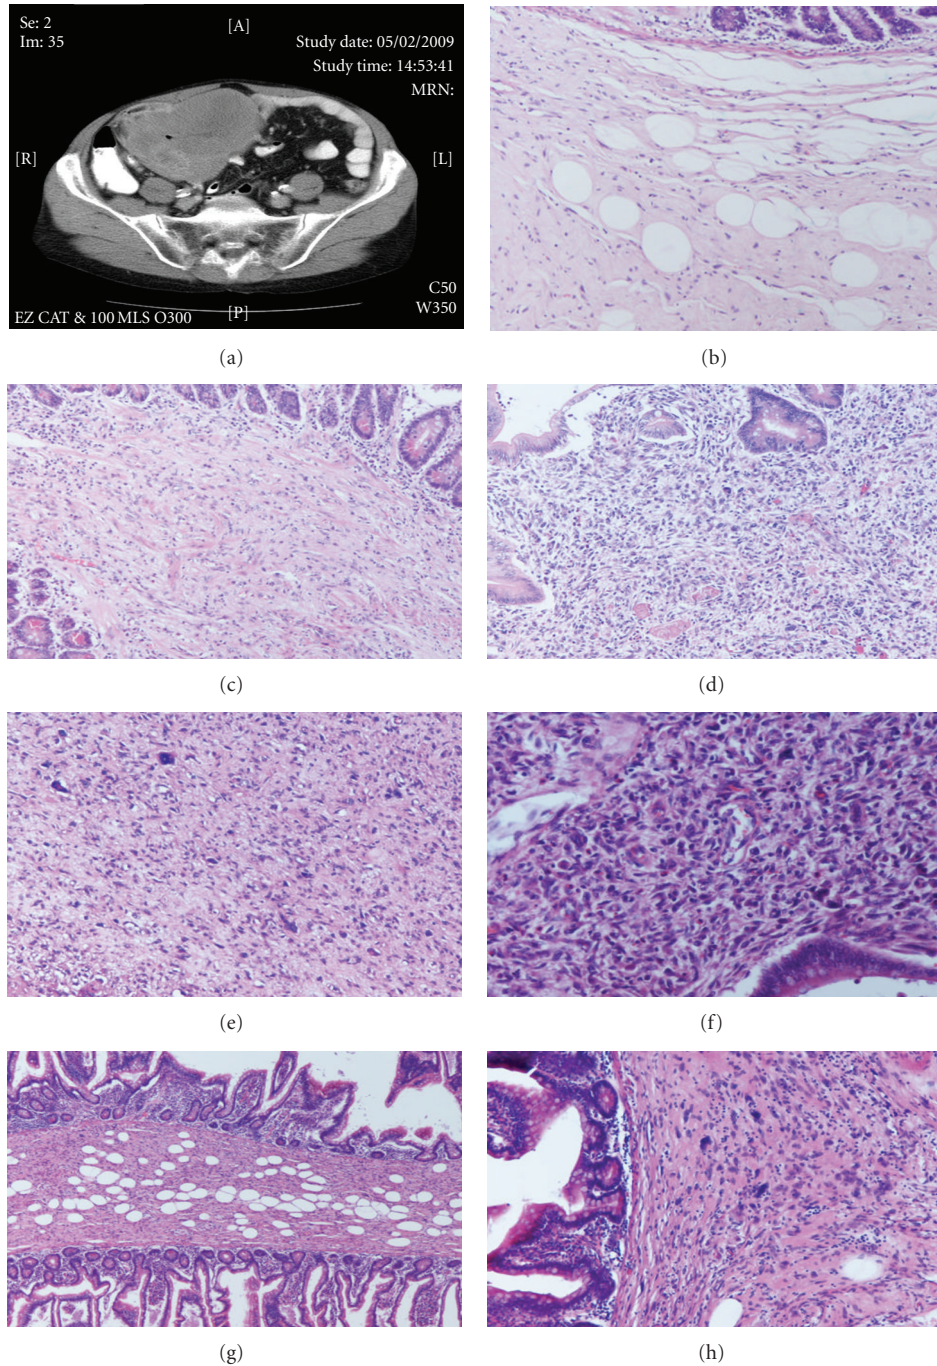 Se: 2
Im: 35
[A]
Study date: 05/02/2009
Study time: 14:53:41
MRN:
[R]
[L]
C50
W350
EZ CAT & 100 MLS O300
[P]
(a)
(b)
(c)
(d)
(e)
(f)
(g)
(h)